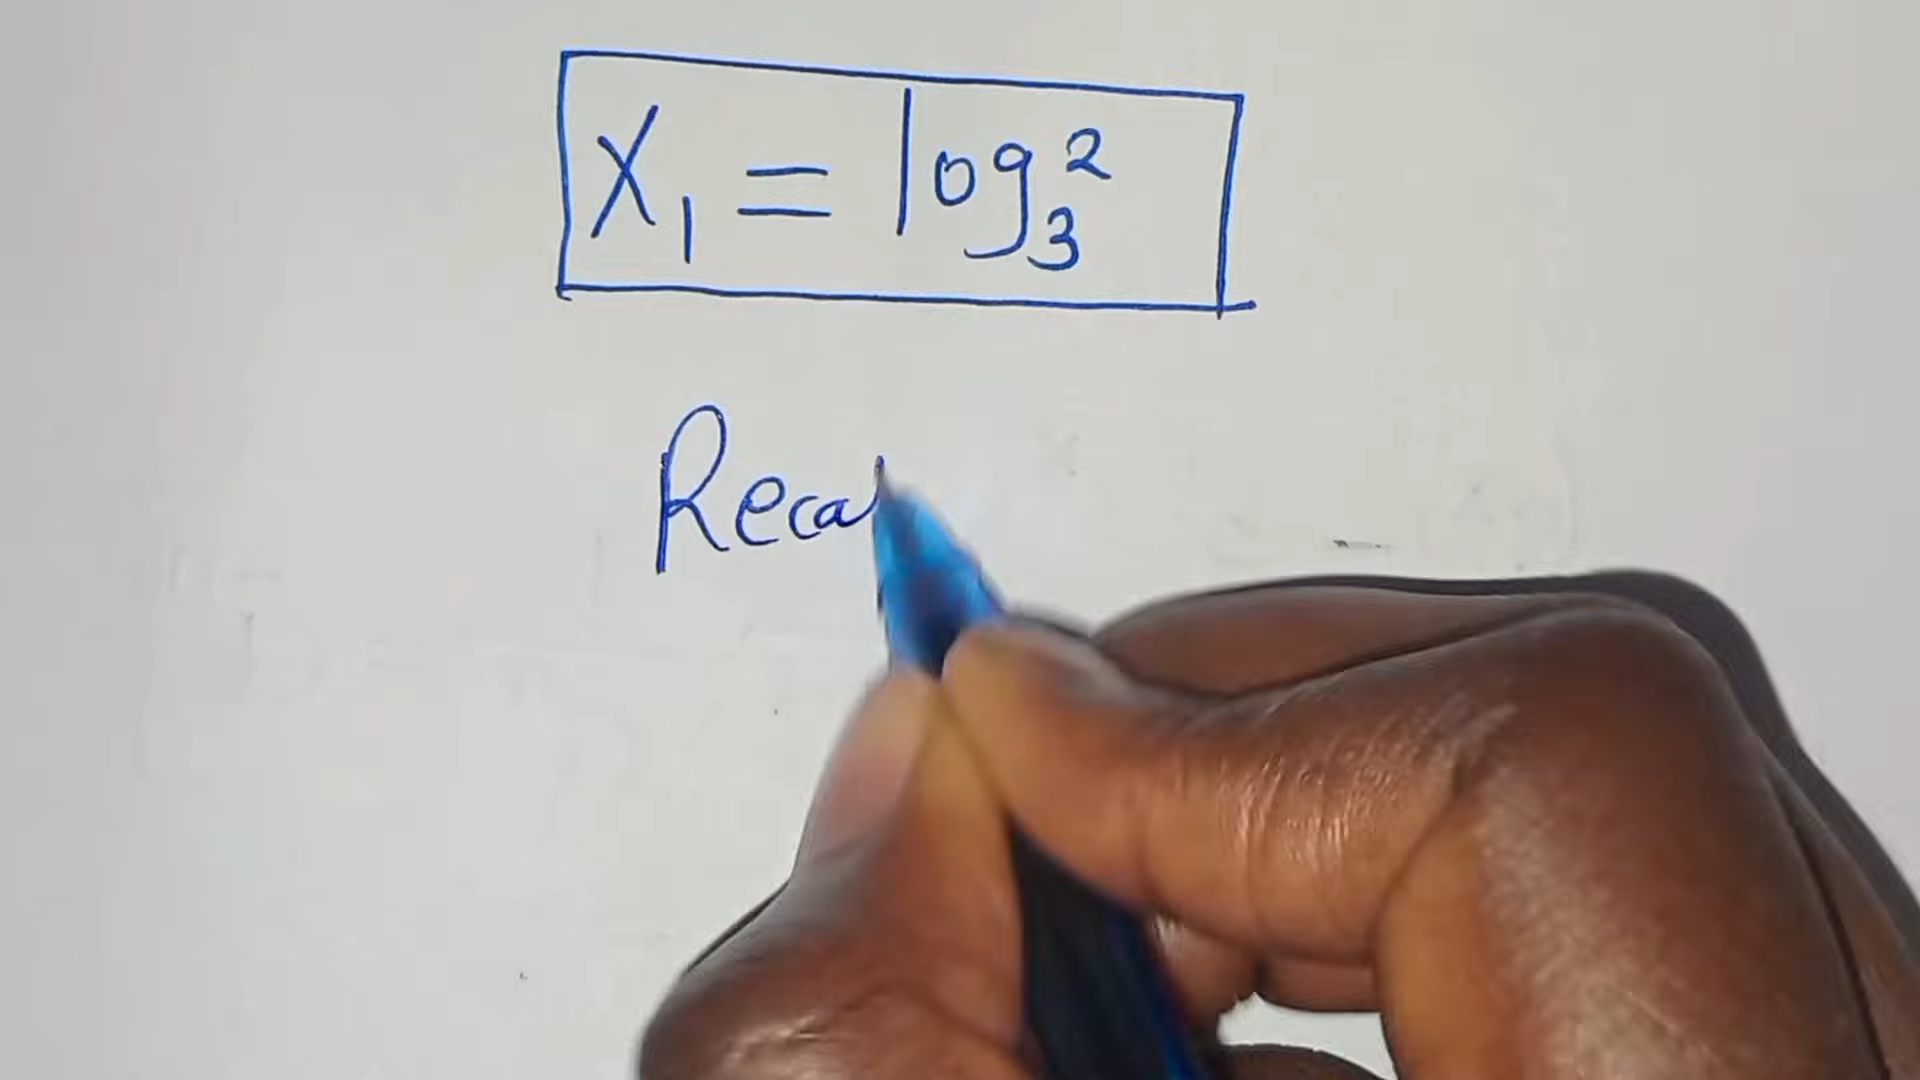 X₁ = log₃²
Reca